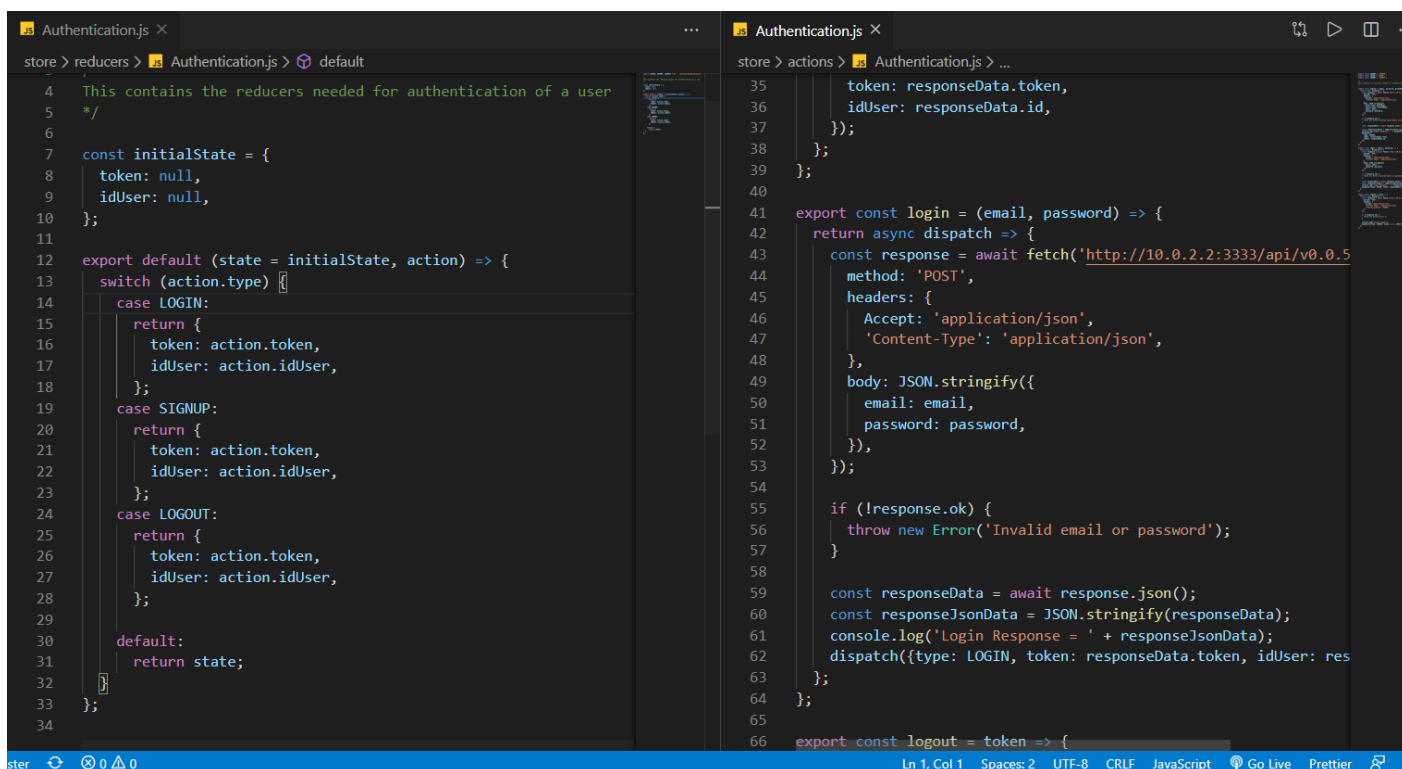 JS Authentication.js ×
store > reducers > JS Authentication.js > default
4 This contains the reducers needed for authentication of a user
5 */
6
7 const initialState = {
8 token: null,
9 idUser: null,
10 };
11
12 export default (state = initialState, action) => {
13 switch (action.type) {
14 case LOGIN:
15 return {
16 token: action.token,
17 idUser: action.idUser,
18 };
19 case SIGNUP:
20 return {
21 token: action.token,
22 idUser: action.idUser,
23 };
24 case LOGOUT:
25 return {
26 token: action.token,
27 idUser: action.idUser,
28 };
29
30 default:
31 return state;
32 }
33 };
34
JS Authentication.js ×
store > actions > JS Authentication.js > ...
35 token: responseData.token,
36 idUser: responseData.id,
37 });
38 };
39 };
40
41 export const login = (email, password) => {
42 return async dispatch => {
43 const response = await fetch('http://10.0.2.2:3333/api/v0.0.5
44 method: 'POST',
45 headers: {
46 Accept: 'application/json',
47 'Content-Type': 'application/json',
48 },
49 body: JSON.stringify({
50 email: email,
51 password: password,
52 }),
53 });
54
55 if (!response.ok) {
56 throw new Error('Invalid email or password');
57 }
58
59 const responseData = await response.json();
60 const responseJsonData = JSON.stringify(responseData);
61 console.log('Login Response = ' + responseJsonData);
62 dispatch({type: LOGIN, token: responseData.token, idUser: res
63 };
64 };
65
66 export const logout = token => {
ster 0 0 Ln 1, Col 1 Spaces: 2 UTF-8 CRLF JavaScript Go Live Prettier